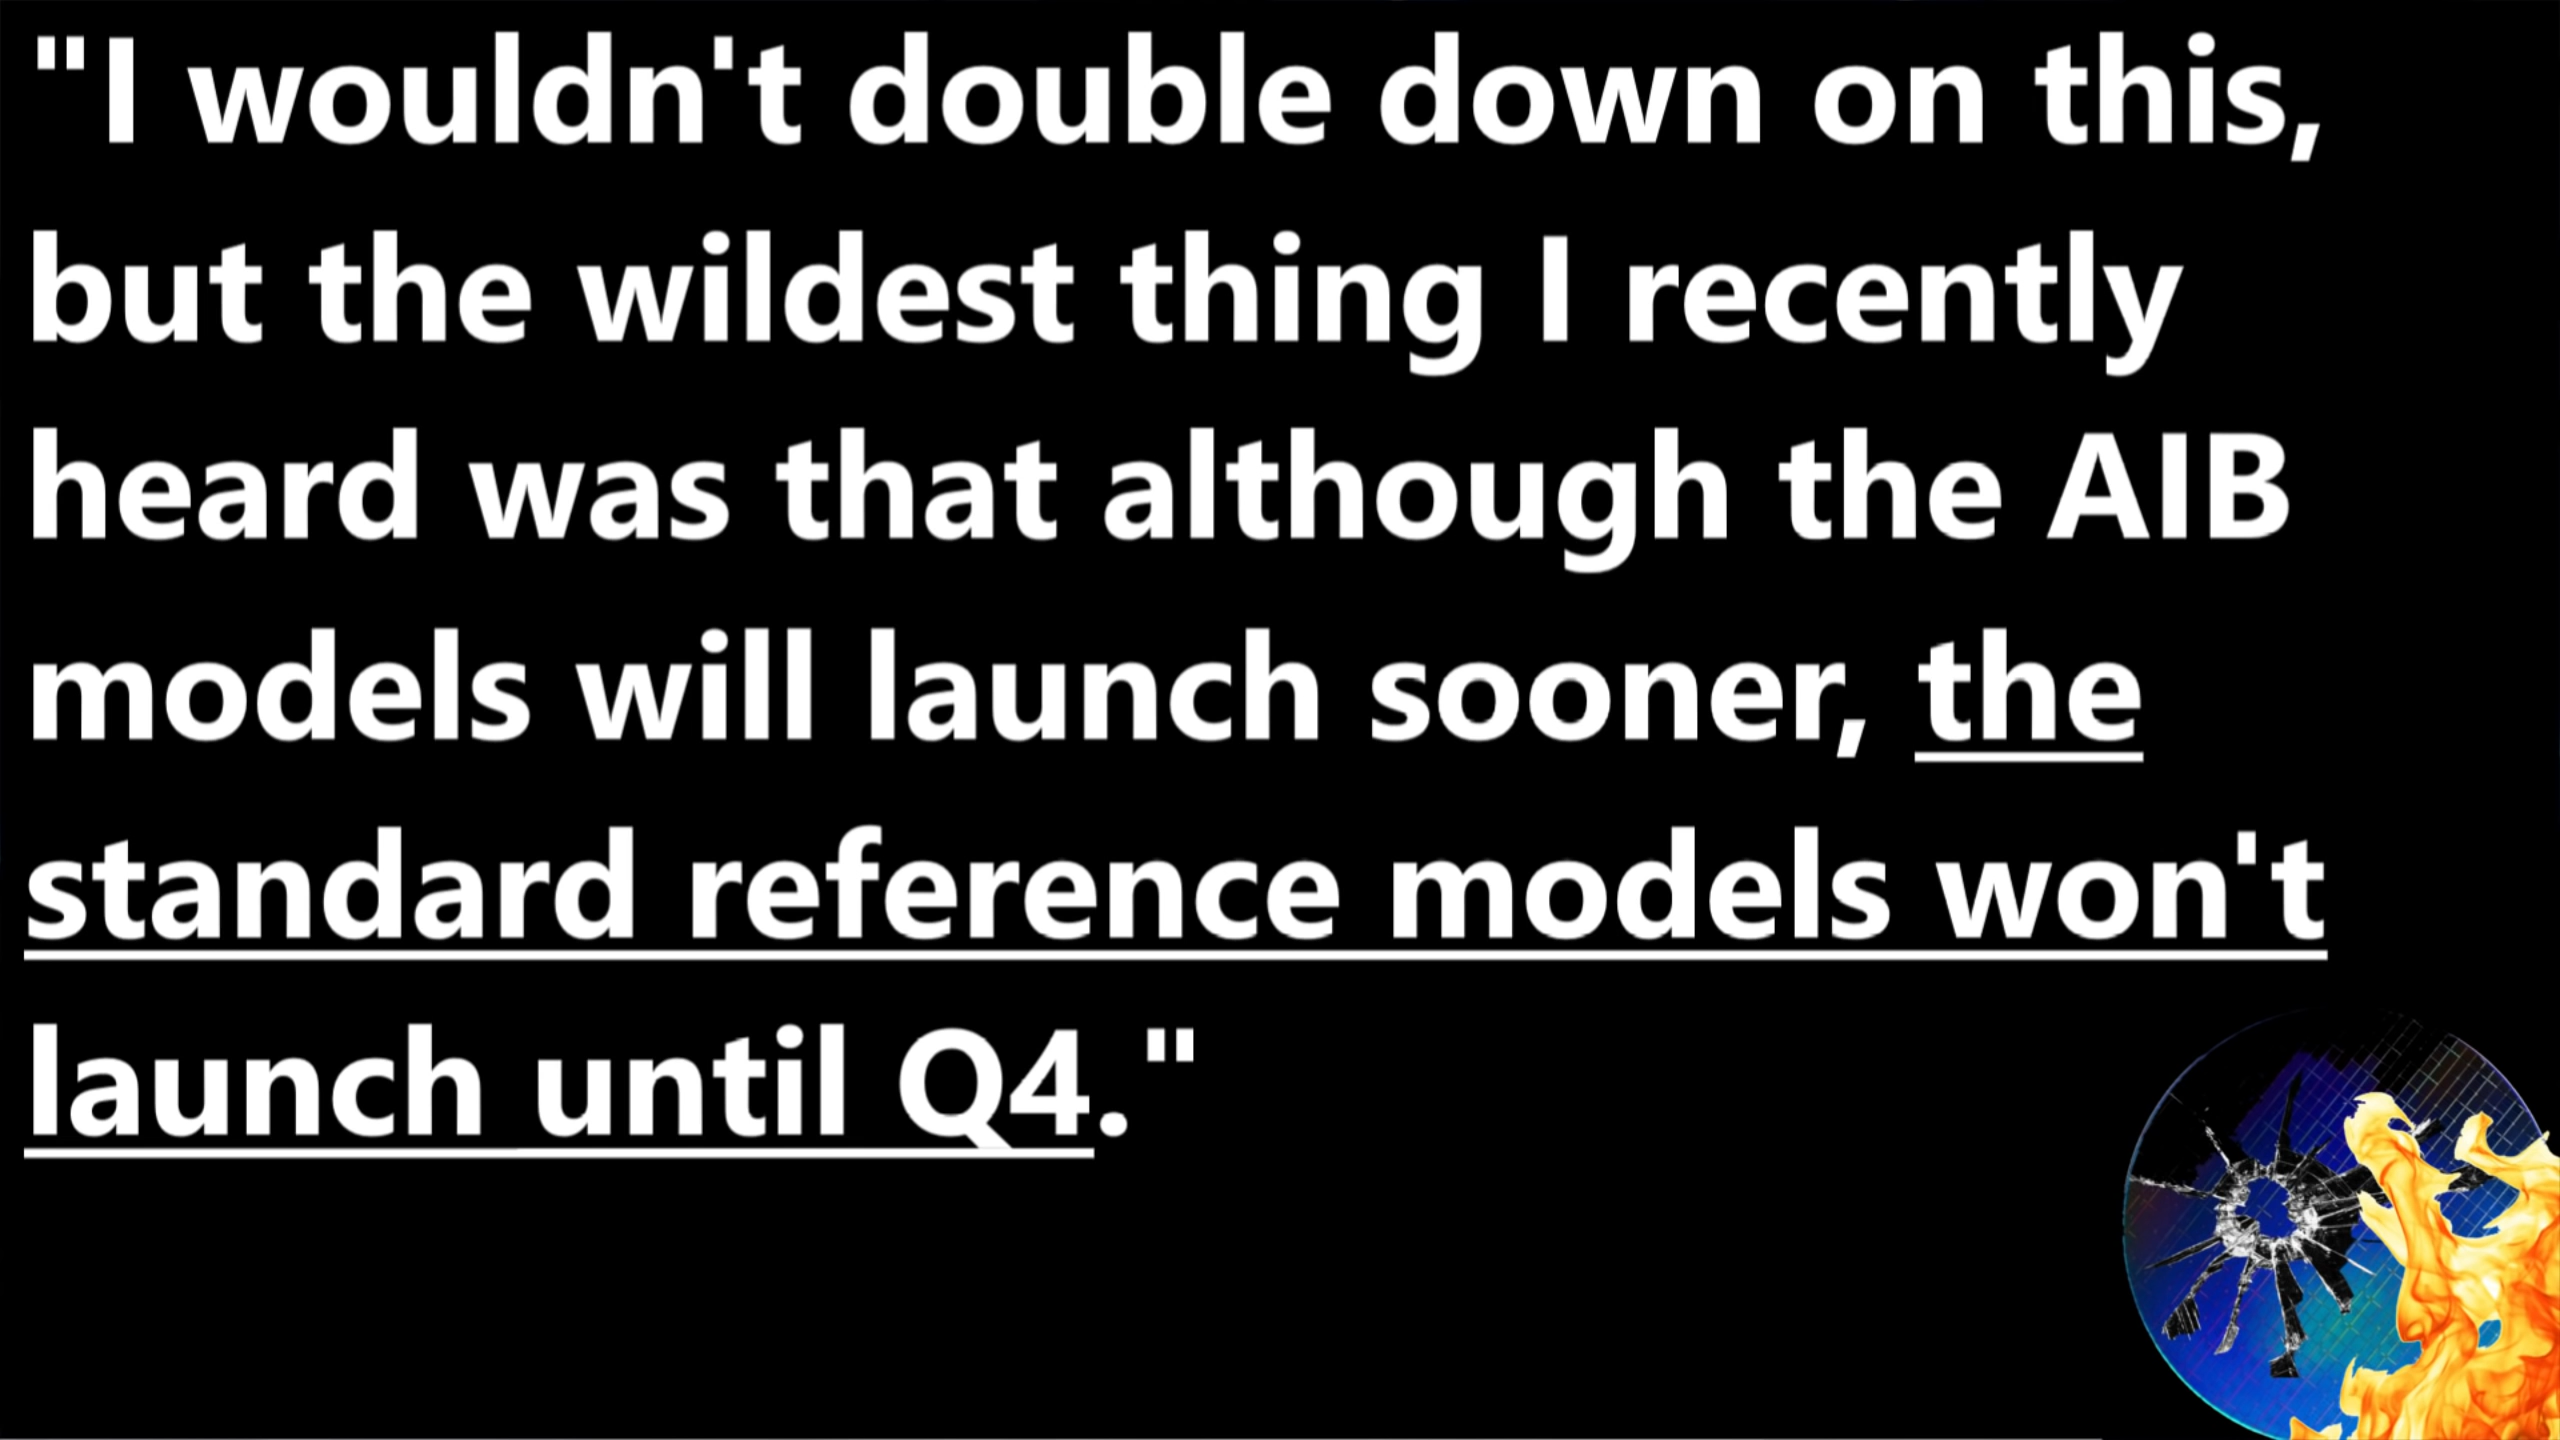 "I wouldn't double down on this,
but the wildest thing I recently
heard was that although the AIB
models will launch sooner, the
standard reference models won't
launch until Q4."